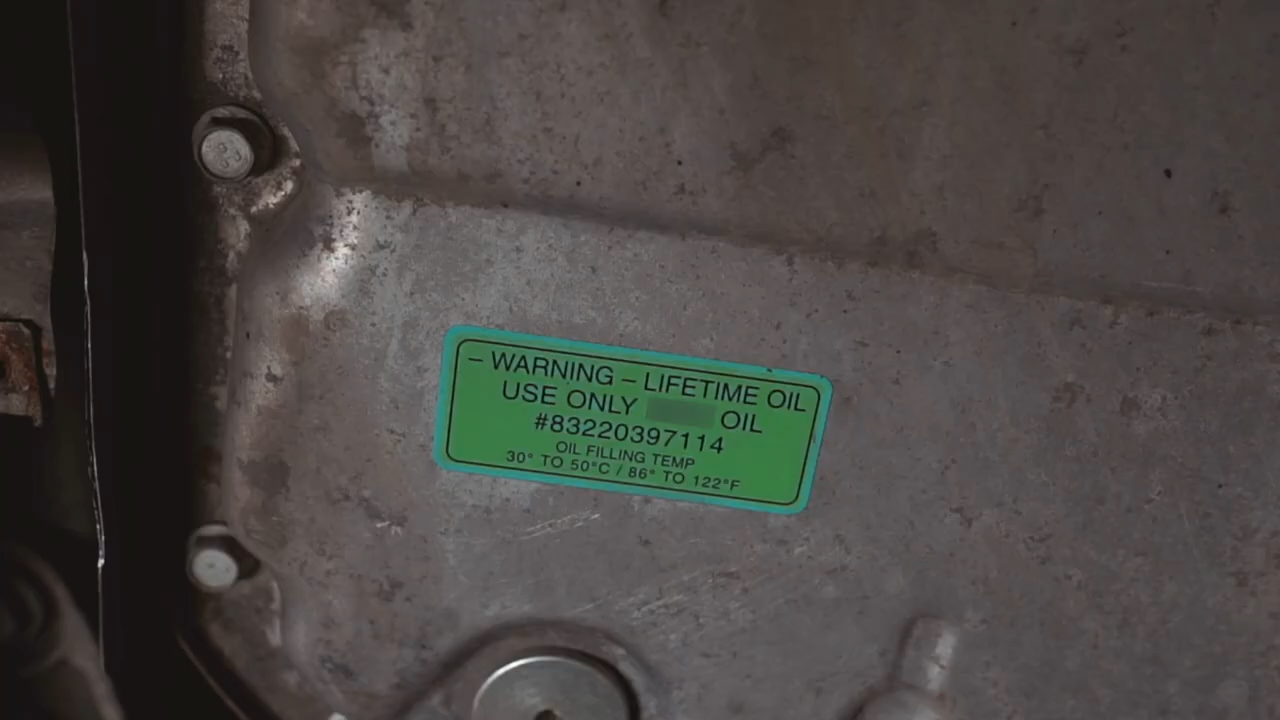 – WARNING – LIFETIME OIL
USE ONLY OIL
#83220397114
OIL FILLING TEMP
30° TO 50°C / 86° TO 122°F